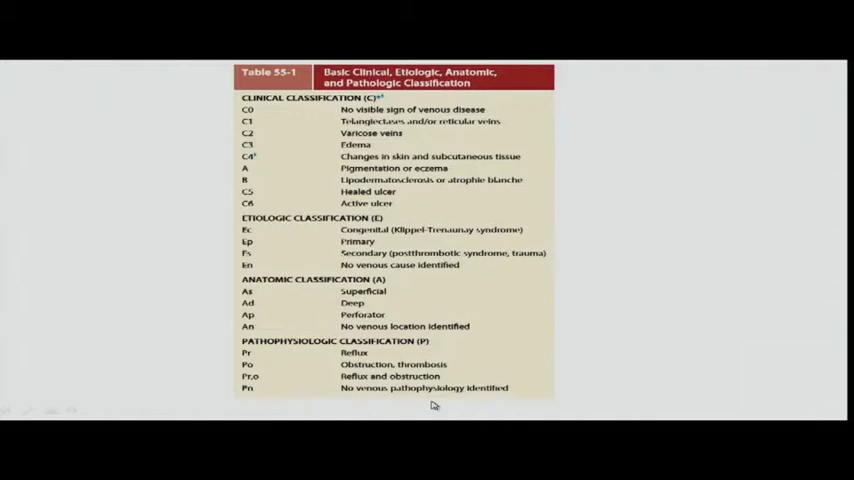 Table 55-1 Basic Clinical, Etiologic, Anatomic,
and Pathologic Classification
CLINICAL CLASSIFICATION (C)
C0 No visible sign of venous disease
C1 Telangiectases and/or reticular veins
C2 Varicose veins
C3 Edema
C4 Changes in skin and subcutaneous tissue
A Pigmentation or eczema
B Lipodermatosclerosis or atrophie blanche
C5 Healed ulcer
C6 Active ulcer
ETIOLOGIC CLASSIFICATION (E)
Ec Congenital (Klippel-Trenaunay syndrome)
Ep Primary
Es Secondary (postthrombotic syndrome, trauma)
En No venous cause identified
ANATOMIC CLASSIFICATION (A)
As Superficial
Ad Deep
Ap Perforator
An No venous location identified
PATHOPHYSIOLOGIC CLASSIFICATION (P)
Pr Reflux
Po Obstruction, thrombosis
Pr,o Reflux and obstruction
Pn No venous pathophysiology identified